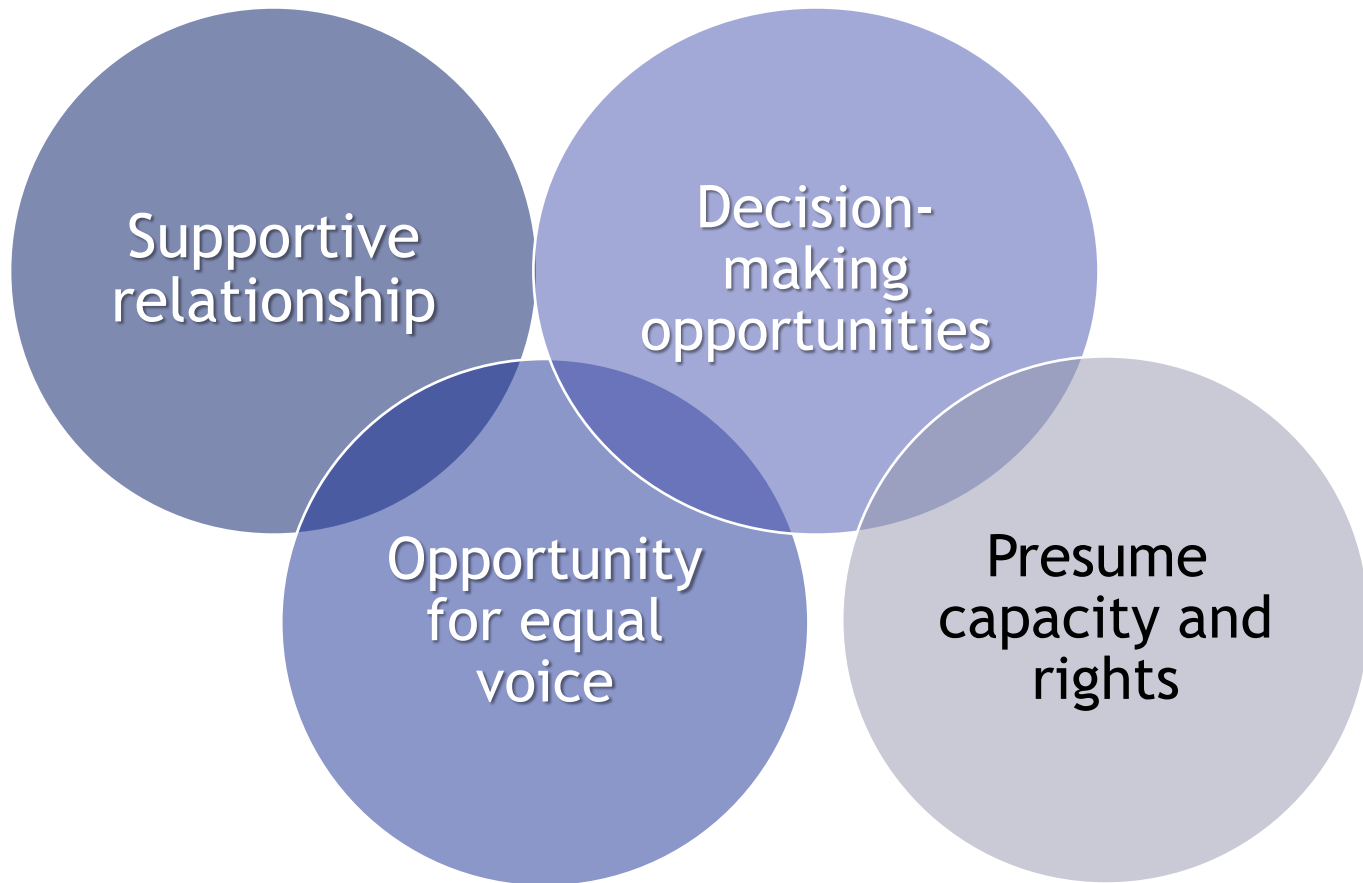 Supportive
relationship
Decision-
making
opportunities
Opportunity
for equal
voice
Presume
capacity and
rights